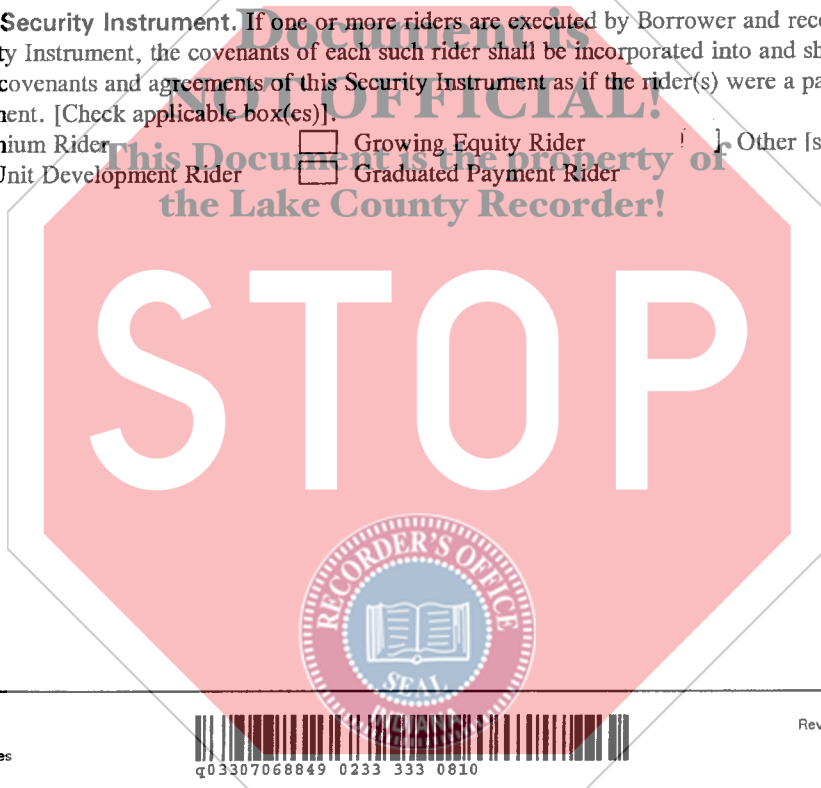 Security Instrument. If one or more riders are executed by Borrower and rec
ty Instrument, the covenants of each such rider shall be incorporated into and sh
covenants and agreements of this Security Instrument as if the rider(s) were a pa
ent. [Check applicable box(es)].
ium Rider Growing Equity Rider ! ] Other [s
Unit Development Rider Graduated Payment Rider
Document is
NOT OFFICIAL!
This Document is the property of
the Lake County Recorder!
STOP
RECORDER'S OFFICE
SEAL
INDIANA
Rev
es
q03307068849 0233 333 0810